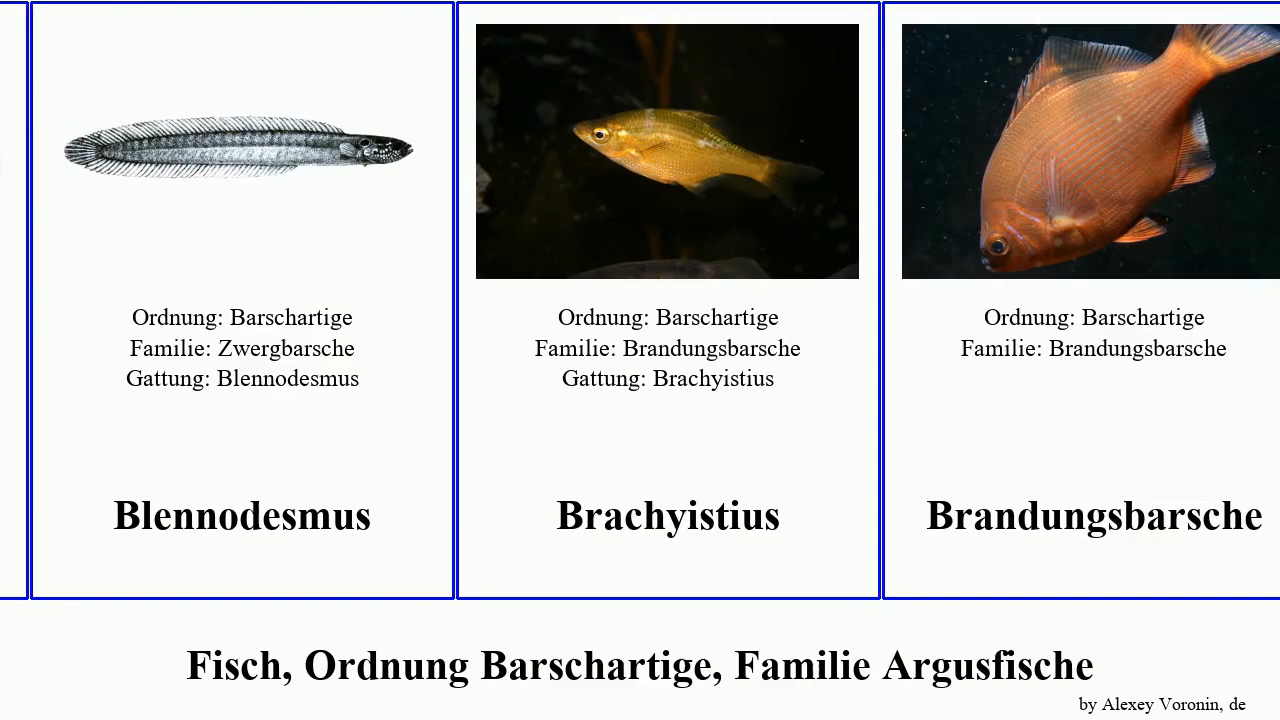 Ordnung: Barschartige
Familie: Zwergbarsche
Gattung: Blennodesmus
Blennodesmus
Ordnung: Barschartige
Familie: Brandungsbarsche
Gattung: Brachyistius
Brachyistius
Ordnung: Barschartige
Familie: Brandungsbarsche
Brandungsbarsche
Fisch, Ordnung Barschartige, Familie Argusfische
by Alexey Voronin, de